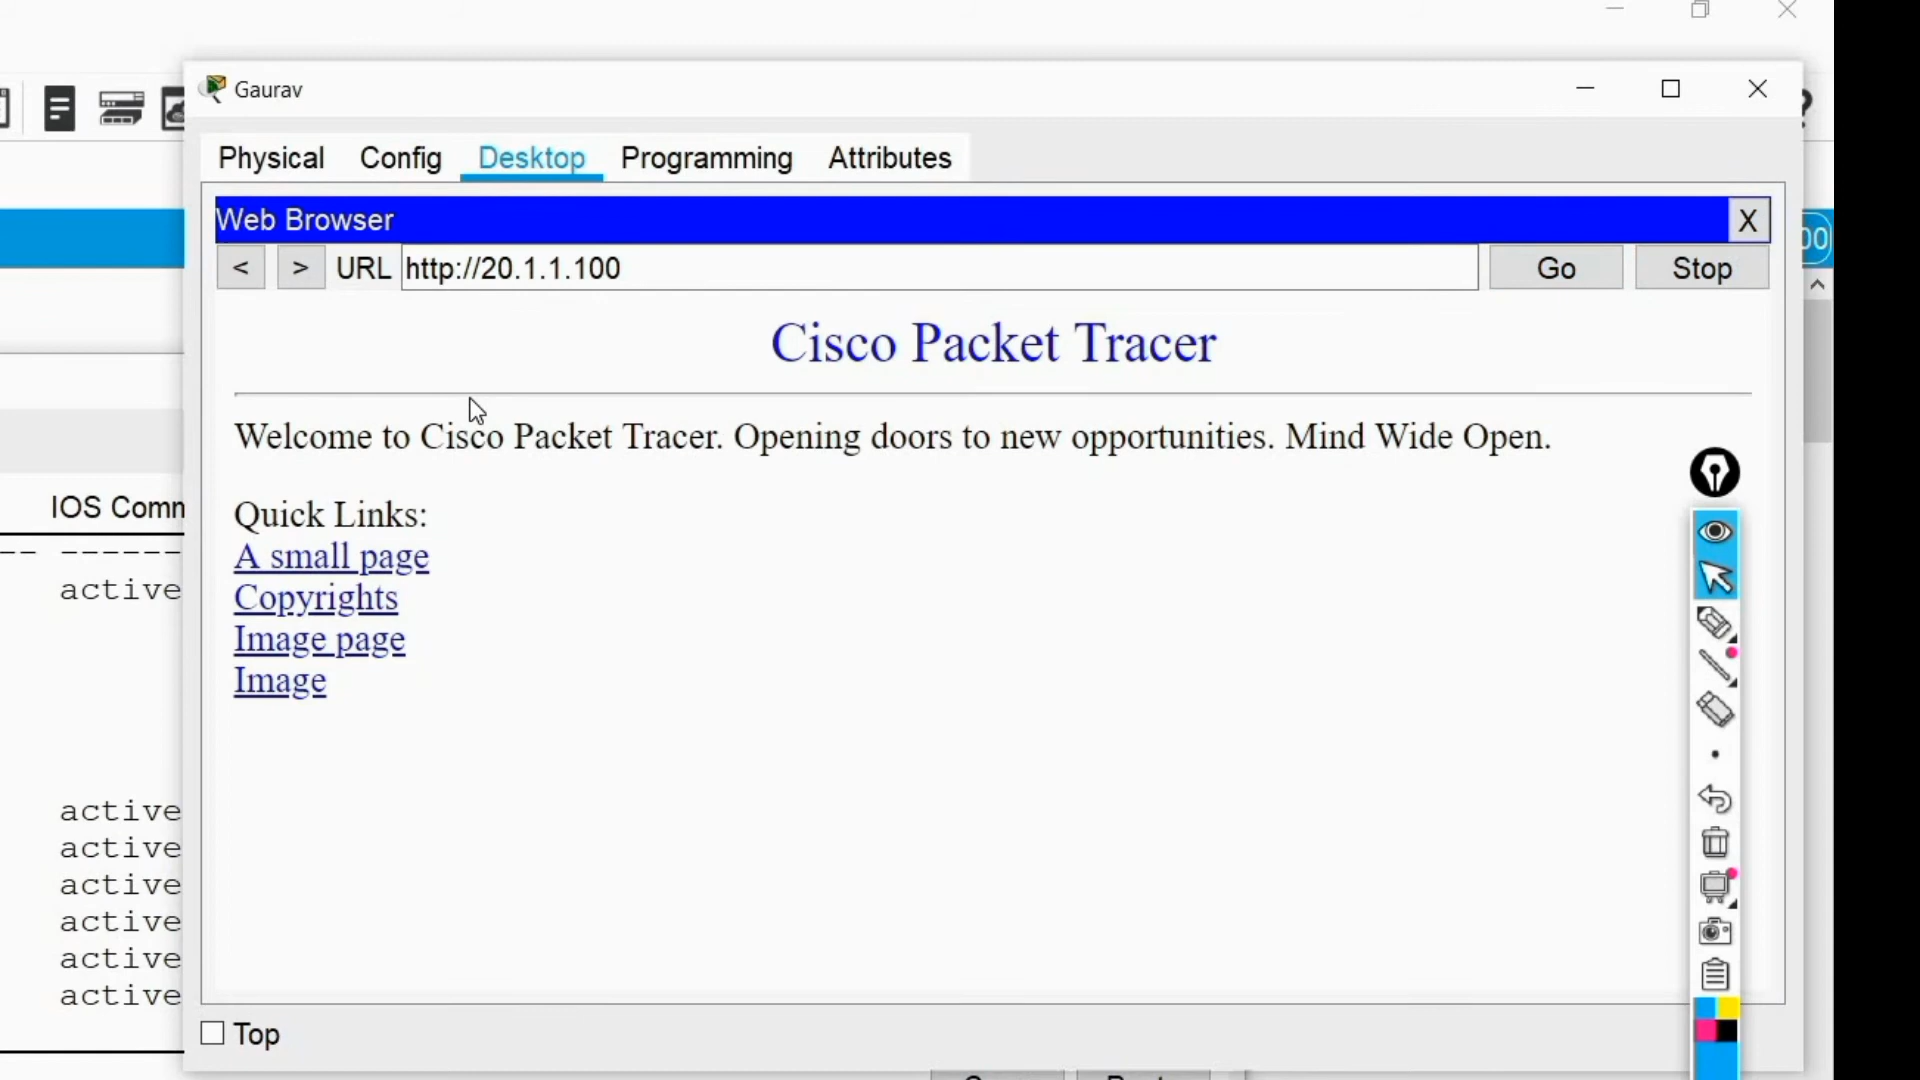 Gaurav
Physical Config Desktop Programming Attributes
Web Browser X
< > URL http://20.1.1.100 Go Stop
Cisco Packet Tracer
Welcome to Cisco Packet Tracer. Opening doors to new opportunities. Mind Wide Open.
Quick Links:
A small page
Copyrights
Image page
Image
Top
IOS Comm
-- ------
active
active
active
active
active
active
active